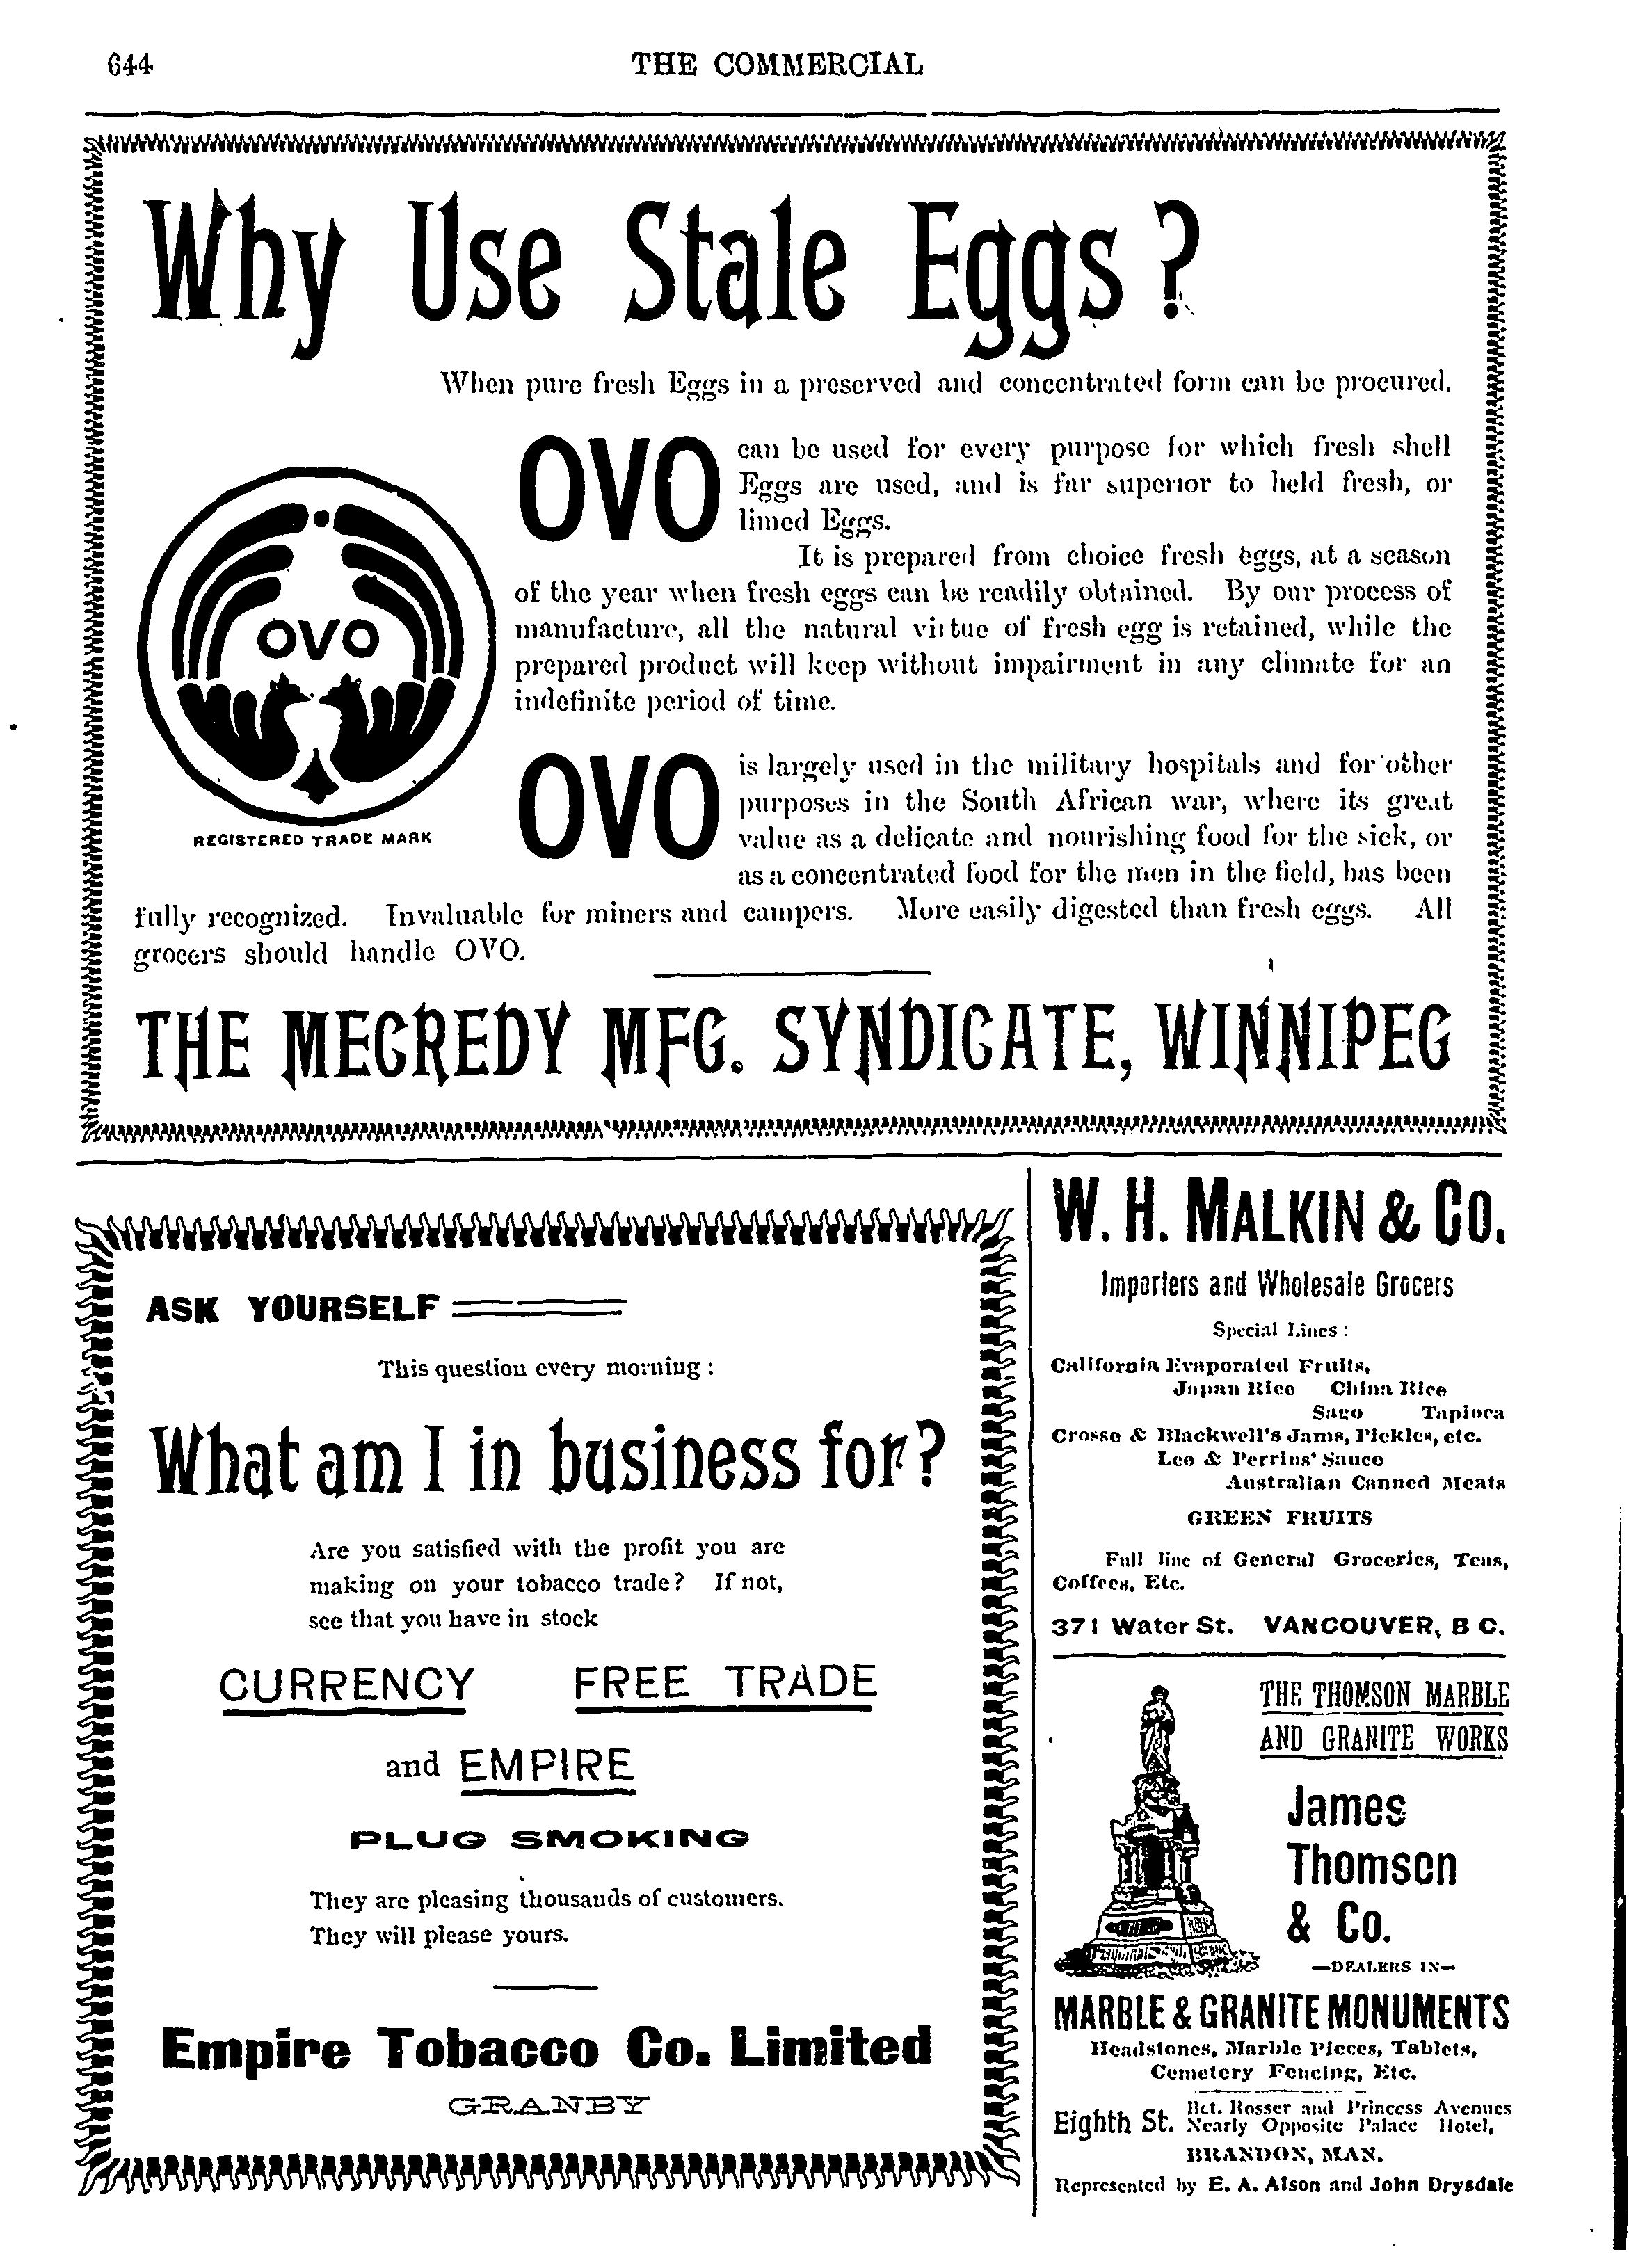 644
THE COMMERCIAL
Why Use Stale Eggs?
When pure fresh Eggs in a preserved and concentrated form can be procured.
OVO can be used for every purpose for which fresh shell
Eggs are used, and is far superior to held fresh, or
limed Eggs.
It is prepared from choice fresh eggs, at a season
of the year when fresh eggs can be readily obtained. By our process of
manufacture, all the natural virtue of fresh egg is retained, while the
prepared product will keep without impairment in any climate for an
indefinite period of time.
OVO
REGISTERED TRADE MARK
OVO is largely used in the military hospitals and for other
purposes in the South African war, where its great
value as a delicate and nourishing food for the sick, or
as a concentrated food for the men in the field, has been
fully recognized. Invaluable for miners and campers. More easily digested than fresh eggs. All
grocers should handle OVO.
THE MECREDY MFG. SYNDICATE, WINNIPEG
ASK YOURSELF
This question every morning:
What am I in business for?
Are you satisfied with the profit you are
making on your tobacco trade? If not,
see that you have in stock
CURRENCY FREE TRADE
and EMPIRE
PLUG SMOKING
They are pleasing thousands of customers.
They will please yours.
Empire Tobacco Co. Limited
GRANBY
W. H. MALKIN & CO.
Importers and Wholesale Grocers
Special Lines:
California Evaporated Fruits,
Japan Rice China Rice
Sago Tapioca
Crosse & Blackwell's Jams, Pickles, etc.
Lee & Perrins' Sauce
Australian Canned Meats
GREEN FRUITS
Full line of General Groceries, Teas,
Coffees, Etc.
371 Water St. VANCOUVER, B C.
THE THOMSON MARBLE
AND GRANITE WORKS
James
Thomson
& Co.
—DEALERS IN—
MARBLE & GRANITE MONUMENTS
Headstones, Marble Pieces, Tablets,
Cemetery Fencing, Etc.
Eighth St. Bet. Rosser and Princess Avenues
Nearly Opposite Palace Hotel,
BRANDON, MAN.
Represented by E. A. Alson and John Drysdale